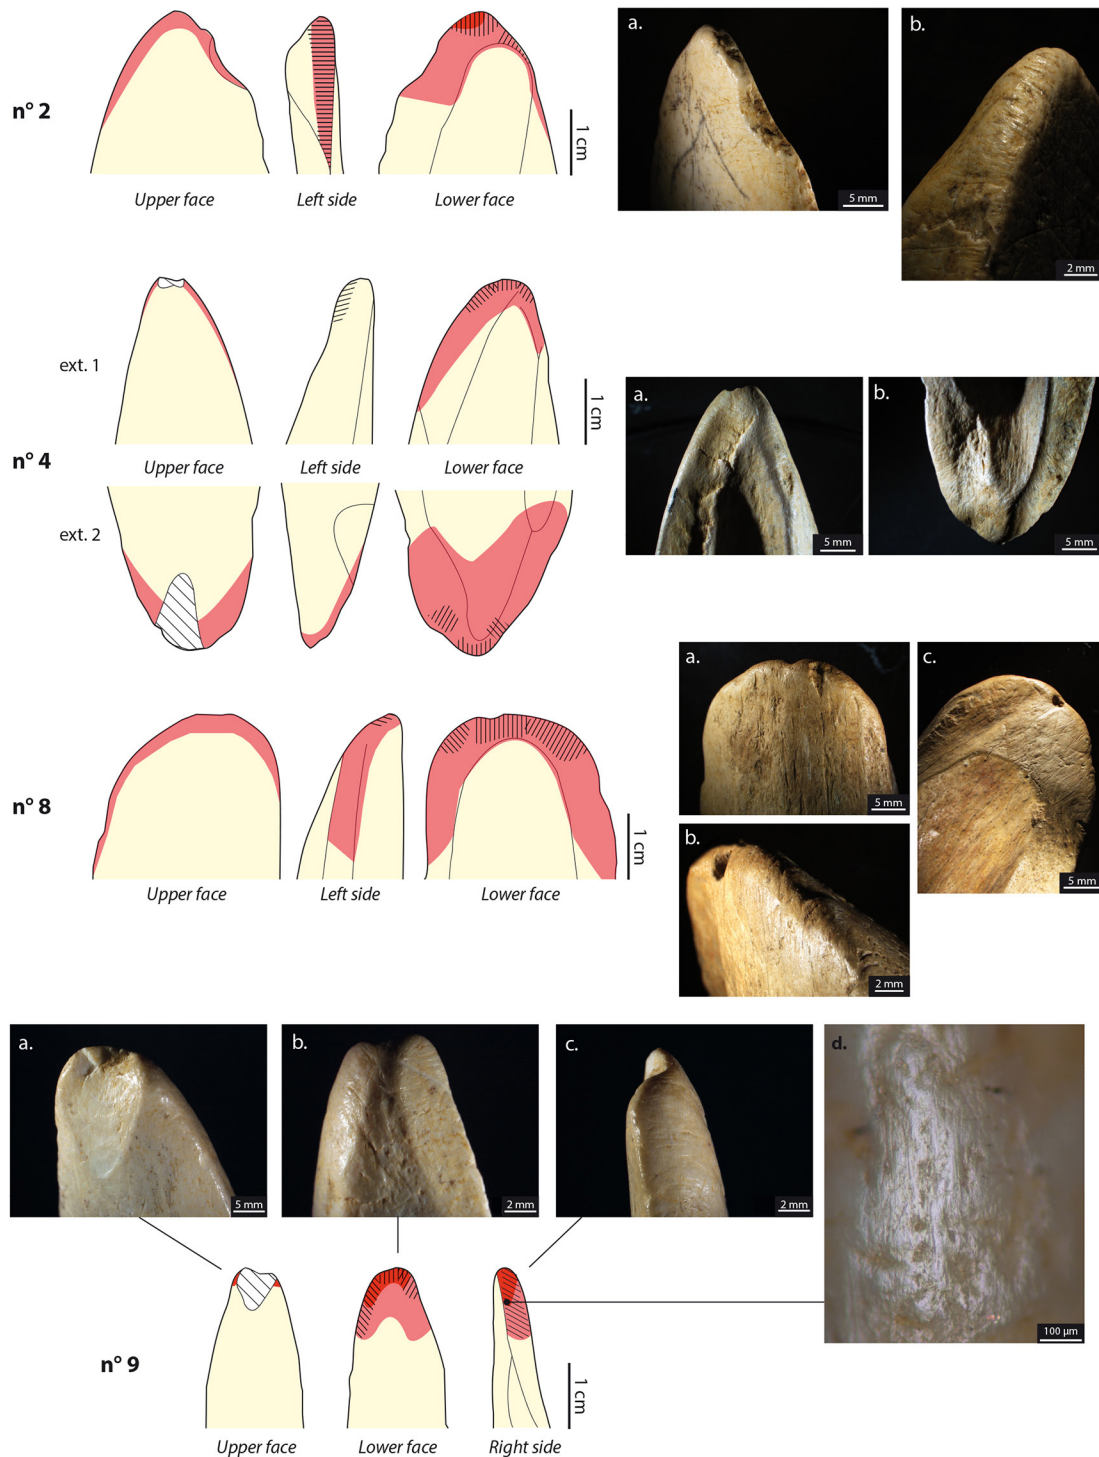 n° 2
Upper face
Left side
Lower face
1 cm
a.
5 mm
b.
2 mm
ext. 1
n° 4
Upper face
Left side
Lower face
1 cm
ext. 2
a.
5 mm
b.
5 mm
n° 8
Upper face
Left side
Lower face
1 cm
a.
5 mm
b.
2 mm
c.
5 mm
a.
5 mm
b.
2 mm
c.
2 mm
d.
100 µm
n° 9
Upper face
Lower face
Right side
1 cm